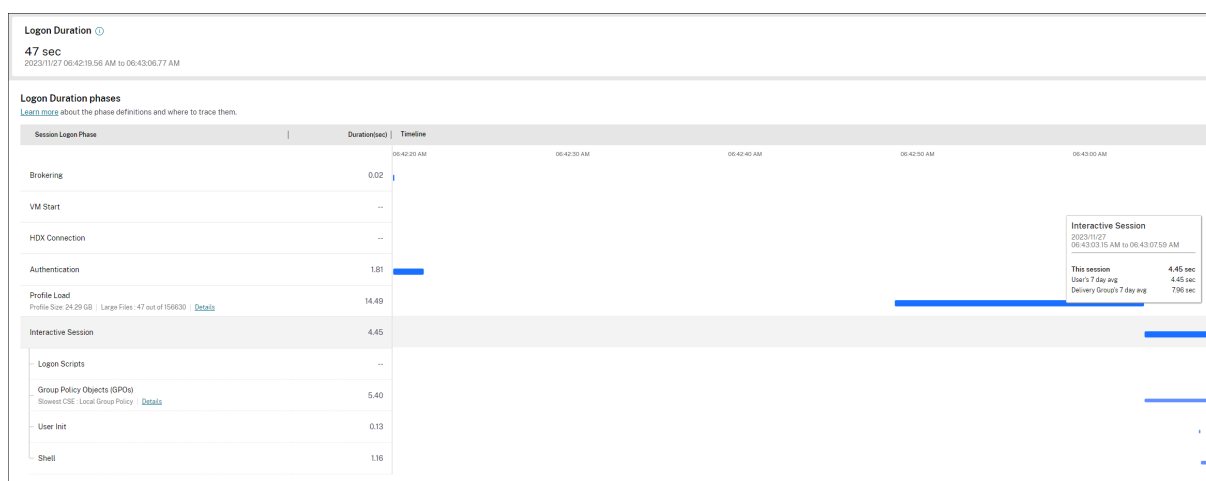 Logon Duration
47 sec
2023/11/27 06:42:19.56 AM to 06:43:06.77 AM
Logon Duration phases
Learn more about the phase definitions and where to trace them.
Session Logon Phase | Duration(sec) | Timeline
06:42:20 AM 06:42:30 AM 06:42:40 AM 06:42:50 AM 06:43:00 AM
Brokering 0.02
VM Start --
HDX Connection --
Authentication 1.81
Profile Load 14.49
Profile Size: 24.29 GB | Large Files : 47 out of 156630 | Details
Interactive Session 4.45
Logon Scripts --
Group Policy Objects (GPOs) 5.40
Slowest CSE : Local Group Policy | Details
User Init 0.13
Shell 1.16
Interactive Session
2023/11/27
06:43:03.15 AM to 06:43:07.59 AM
This session 4.45 sec
User's 7 day avg 4.45 sec
Delivery Group's 7 day avg 7.96 sec